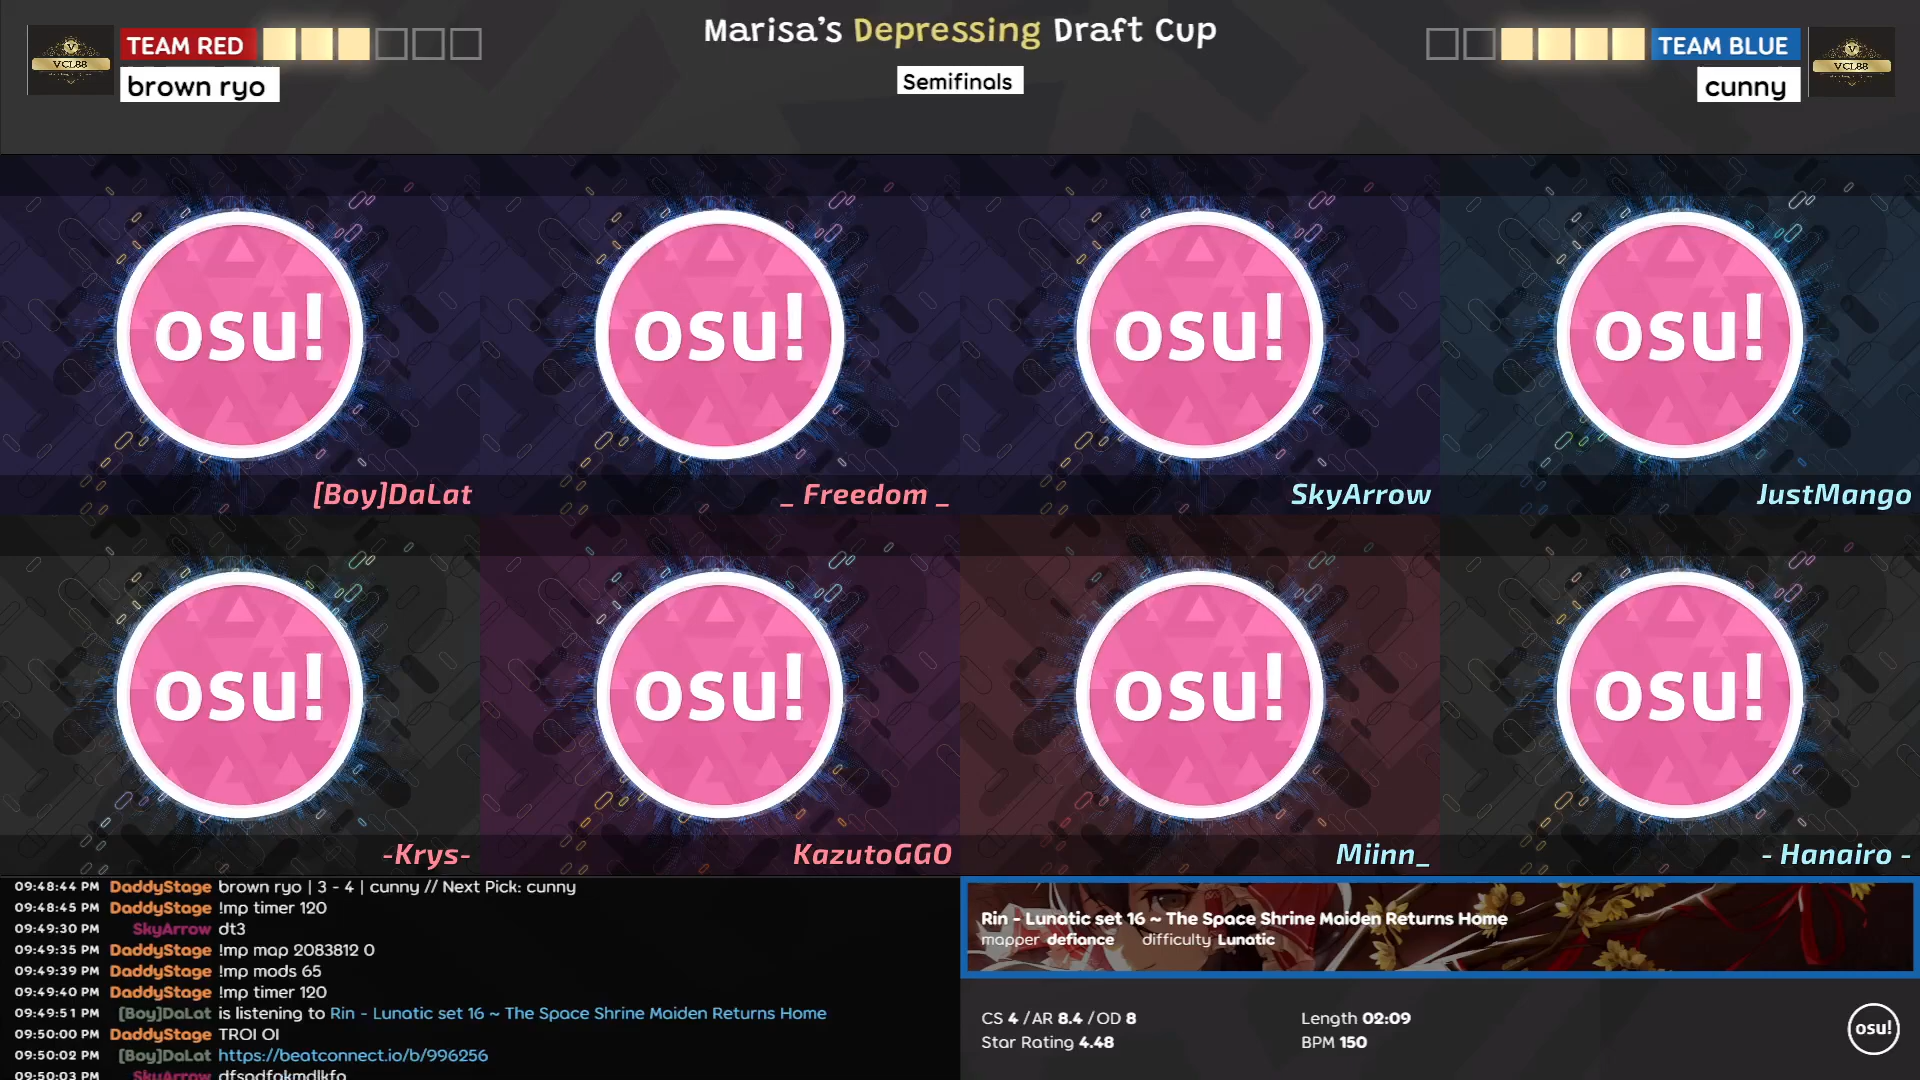 Marisa's Depressing Draft Cup
Semifinals
TEAM RED
brown ryo
VCL88
TEAM BLUE
cunny
VCL88
osu!
osu!
osu!
osu!
[Boy]DaLat
_ Freedom _
SkyArrow
JustMango
osu!
osu!
osu!
osu!
-Krys-
KazutoGGO
Miinn_
- Hanairo -
09:48:44 PM DaddyStage brown ryo | 3 - 4 | cunny // Next Pick: cunny
09:48:45 PM DaddyStage !mp timer 120
09:49:30 PM SkyArrow dt3
09:49:35 PM DaddyStage !mp map 2083812 0
09:49:39 PM DaddyStage !mp mods 65
09:49:40 PM DaddyStage !mp timer 120
09:49:51 PM [Boy]DaLat is listening to Rin - Lunatic set 16 ~ The Space Shrine Maiden Returns Home
09:50:00 PM DaddyStage TROI OI
09:50:02 PM [Boy]DaLat https://beatconnect.io/b/996256
09:50:03 PM SkyArrow
Rin - Lunatic set 16 ~ The Space Shrine Maiden Returns Home
mapper defiance difficulty Lunatic
CS 4 / AR 8.4 / OD 8
Star Rating 4.48
Length 02:09
BPM 150
osu!